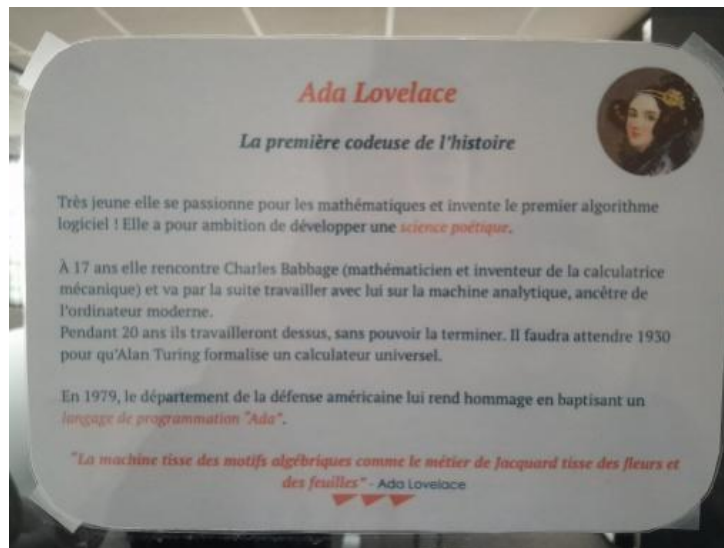 Ada Lovelace
La première codeuse de l'histoire
Très jeune elle se passionne pour les mathématiques et invente le premier algorithme
logiciel ! Elle a pour ambition de développer une science poétique.
À 17 ans elle rencontre Charles Babbage (mathématicien et inventeur de la calculatrice
mécanique) et va par la suite travailler avec lui sur la machine analytique, ancêtre de
l'ordinateur moderne.
Pendant 20 ans ils travailleront dessus, sans pouvoir la terminer. Il faudra attendre 1930
pour qu'Alan Turing formalise un calculateur universel.
En 1979, le département de la défense américaine lui rend hommage en baptisant un
langage de programmation "Ada".
"La machine tisse des motifs algébriques comme le métier de Jacquard tisse des fleurs et
des feuilles" - Ada Lovelace